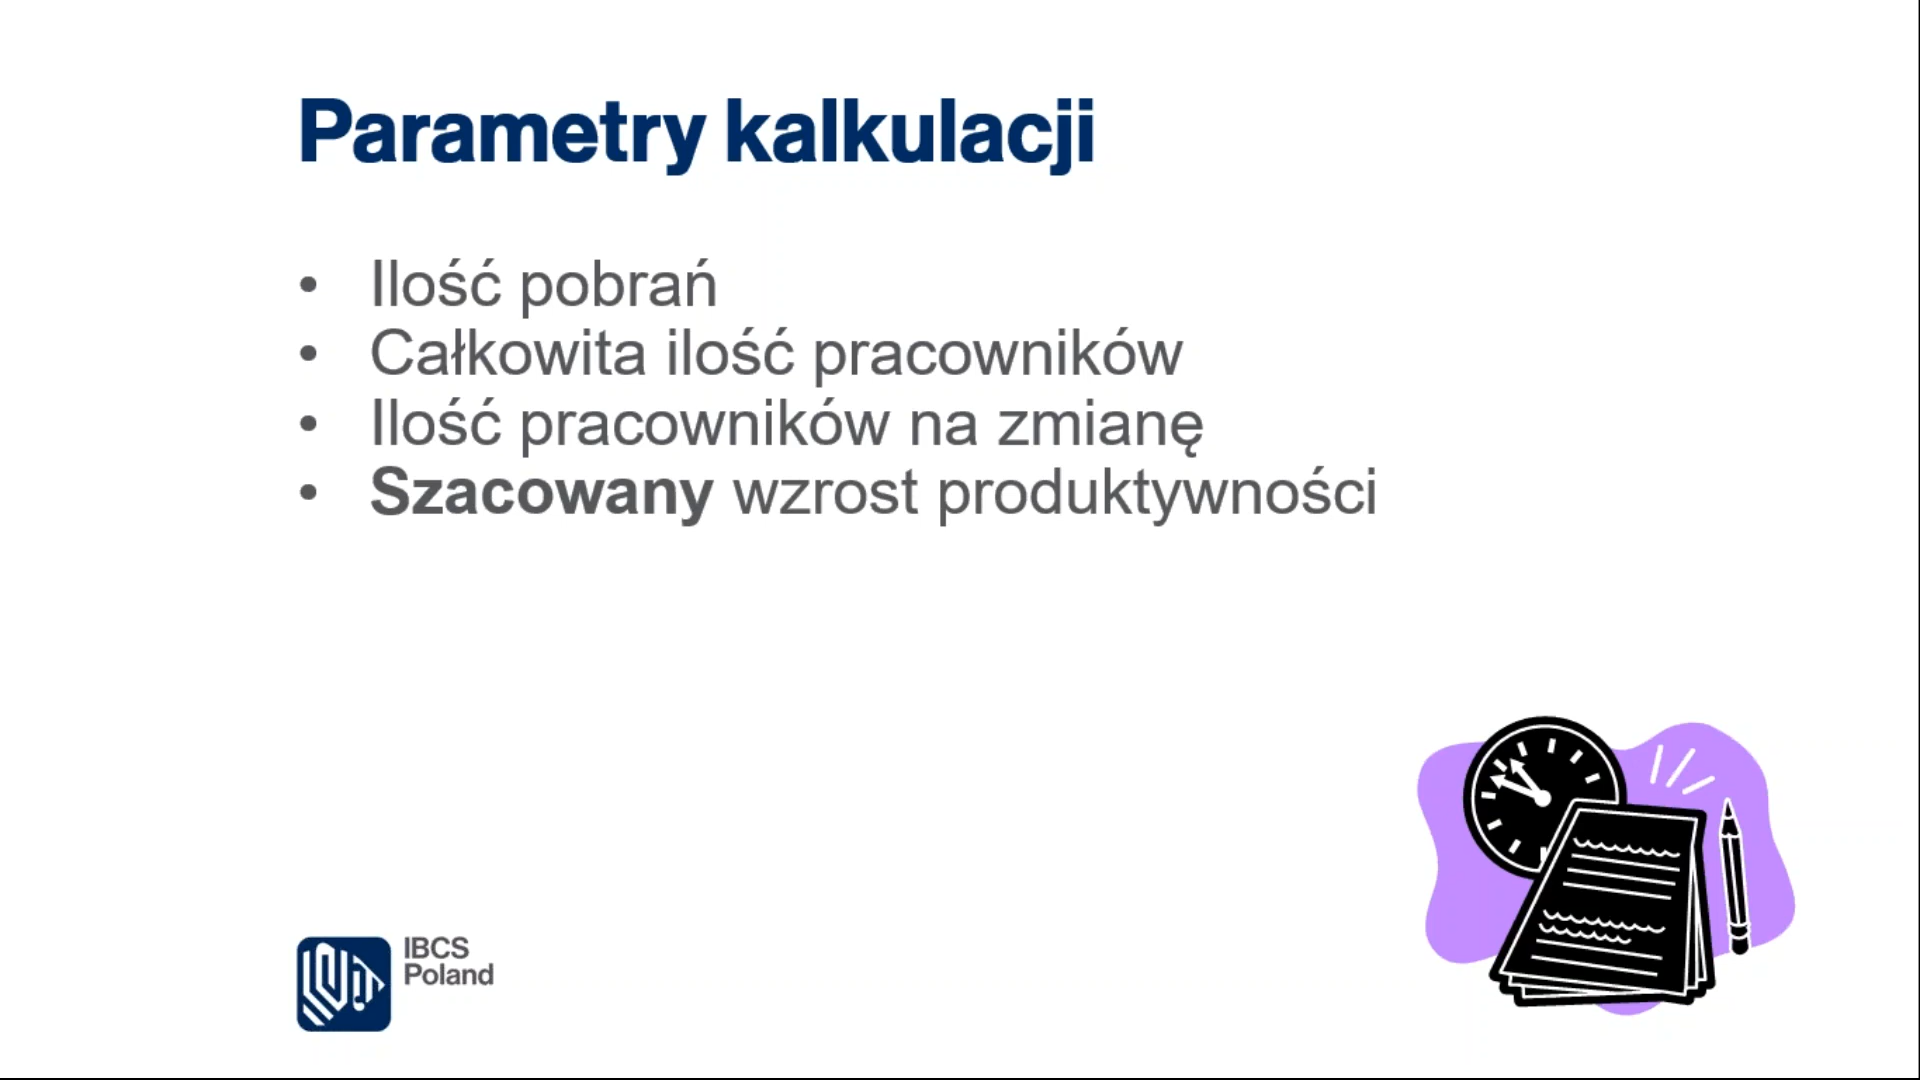 Parametry kalkulacji
• Ilość pobrań
• Całkowita ilość pracowników
• Ilość pracowników na zmianę
• Szacowany wzrost produktywności
IBCS
Poland